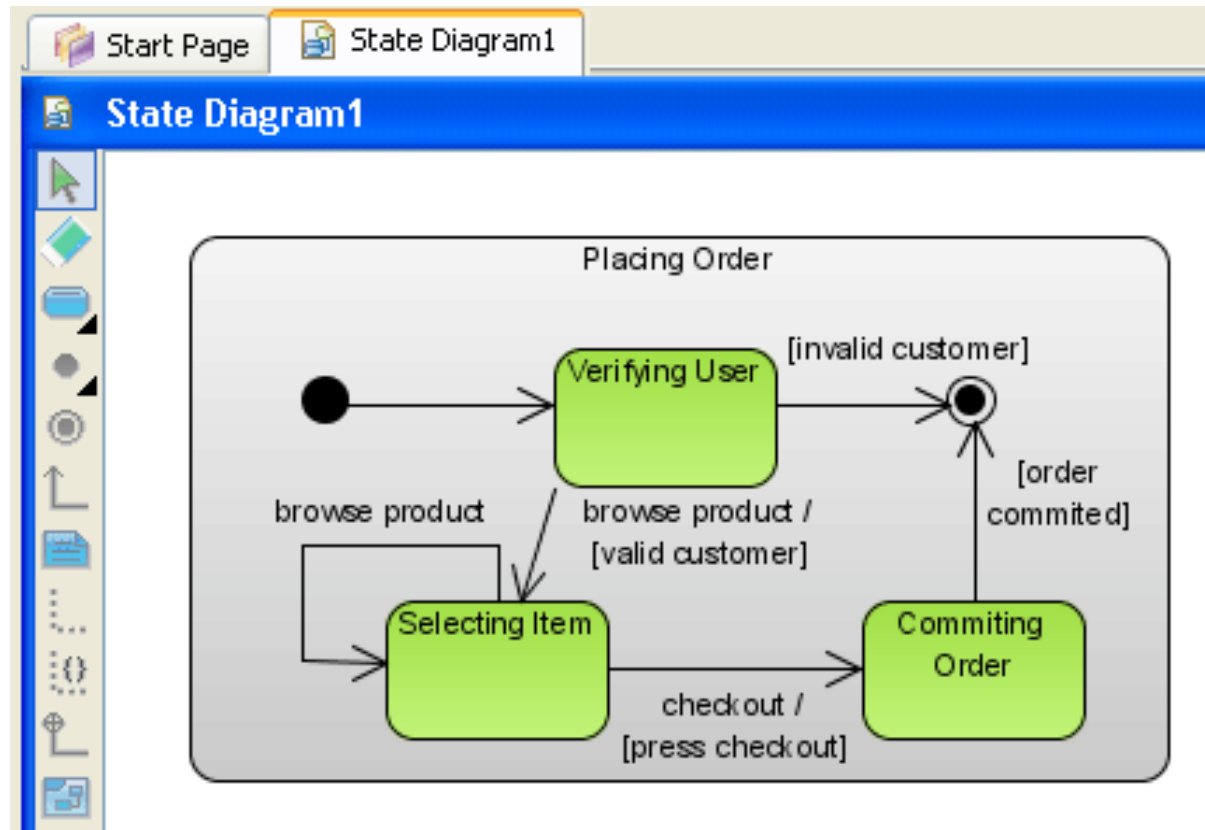 Start Page
State Diagram1
State Diagram1
Placing Order
[invalid customer]
Verifying User
[order
commited]
browse product
browse product /
[valid customer]
Selecting Item
Commiting
Order
checkout /
[press checkout]